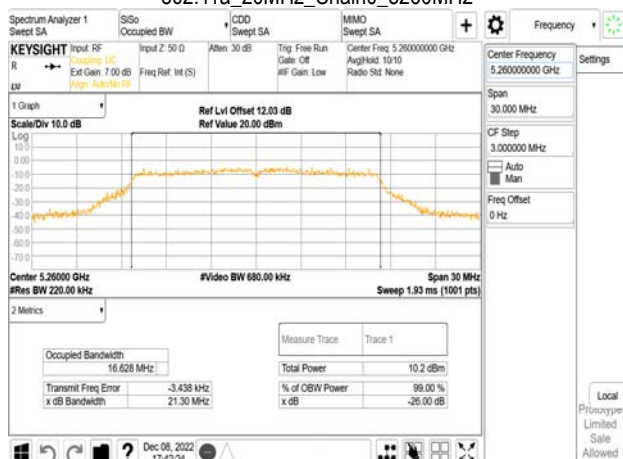 802.11a_20MHz_Chain0_5260MHz
Spectrum Analyzer 1
Swept SA
SISo
Occupied BW
CDD
Swept SA
MIMO
Swept SA
+
Frequency
KEYSIGHT
R
LVI
Input: RF
Coupling: DC
Ext Gain: 7.00 dB
Align: Auto/No RF
Input Z: 50 Ω
Freq Ref: Int (S)
Atten: 30 dB
Trig: Free Run
Gate: Off
#IF Gain: Low
Center Freq: 5.260000000 GHz
Avg|Hold: 10/10
Radio Std: None
Center Frequency
5.260000000 GHz
Settings
Span
30.000 MHz
CF Step
3.000000 MHz
Auto
Man
Freq Offset
0 Hz
1 Graph
Scale/Div 10.0 dB
Ref Lvl Offset 12.03 dB
Ref Value 20.00 dBm
Log
10.0
0.00
-10.0
-20.0
-30.0
-40.0
-50.0
-60.0
-70.0
Center 5.26000 GHz
#Res BW 220.00 kHz
#Video BW 680.00 kHz
Span 30 MHz
Sweep 1.93 ms (1001 pts)
2 Metrics
Measure Trace
Trace 1
Occupied Bandwidth
16.628 MHz
Total Power
10.2 dBm
Transmit Freq Error
-3.438 kHz
% of OBW Power
99.00 %
x dB Bandwidth
21.30 MHz
x dB
-26.00 dB
Local
Prototype
Limited
Sale
Allowed
?
Dec 08, 2022